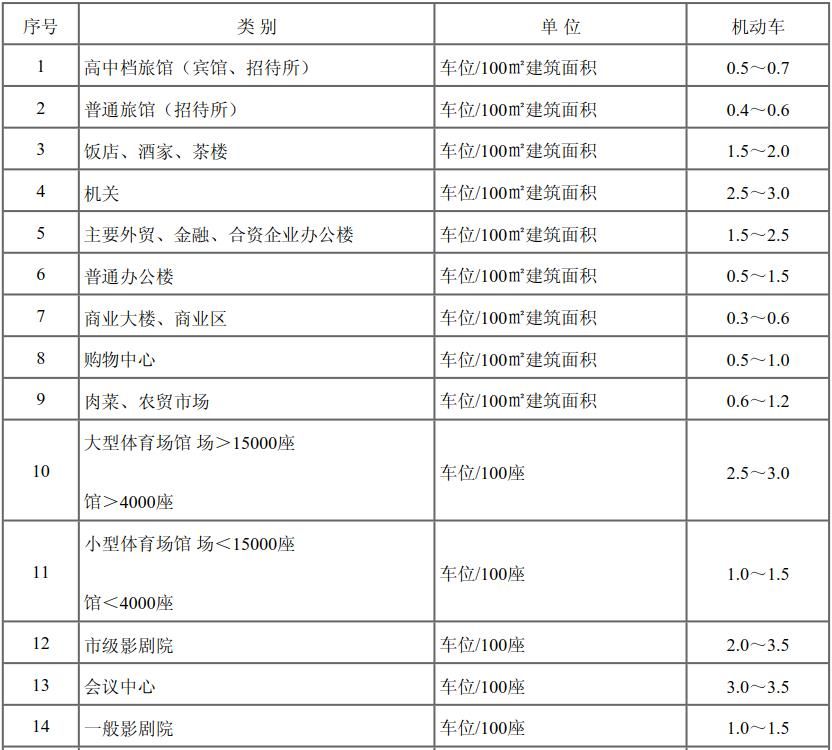 序号 类 别 单 位 机动车
1 高中档旅馆（宾馆、招待所） 车位/100㎡建筑面积 0.5～0.7
2 普通旅馆（招待所） 车位/100㎡建筑面积 0.4～0.6
3 饭店、酒家、茶楼 车位/100㎡建筑面积 1.5～2.0
4 机关 车位/100㎡建筑面积 2.5～3.0
5 主要外贸、金融、合资企业办公楼 车位/100㎡建筑面积 1.5～2.5
6 普通办公楼 车位/100㎡建筑面积 0.5～1.5
7 商业大楼、商业区 车位/100㎡建筑面积 0.3～0.6
8 购物中心 车位/100㎡建筑面积 0.5～1.0
9 肉菜、农贸市场 车位/100㎡建筑面积 0.6～1.2
大型体育场馆 场＞15000座
10 车位/100座 2.5～3.0
馆＞4000座
小型体育场馆 场＜15000座
11 车位/100座 1.0～1.5
馆＜4000座
12 市级影剧院 车位/100座 2.0～3.5
13 会议中心 车位/100座 3.0～3.5
14 一般影剧院 车位/100座 1.0～1.5